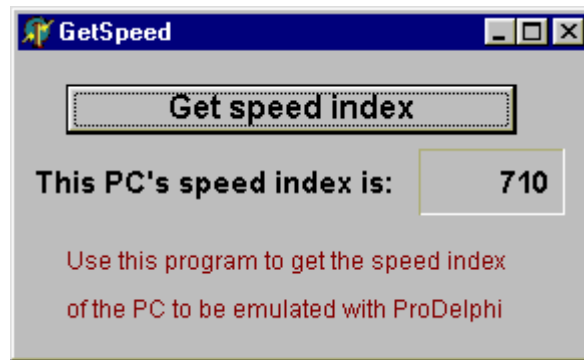 GetSpeed
Get speed index
This PC's speed index is: 710
Use this program to get the speed index
of the PC to be emulated with ProDelphi